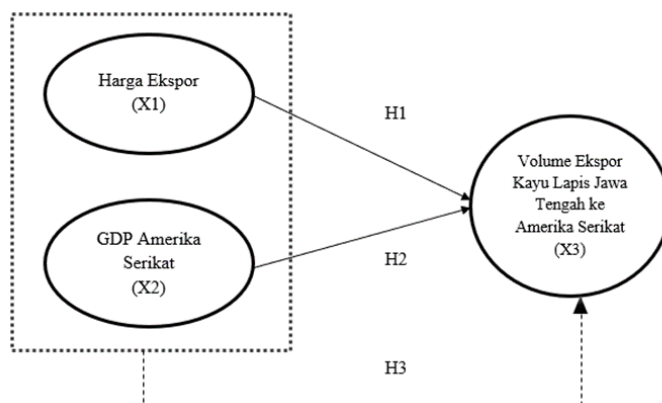 Harga Ekspor
(X1)
H1
Volume Ekspor
Kayu Lapis Jawa
Tengah ke
Amerika Serikat
(X3)
GDP Amerika
Serikat
(X2)
H2
H3